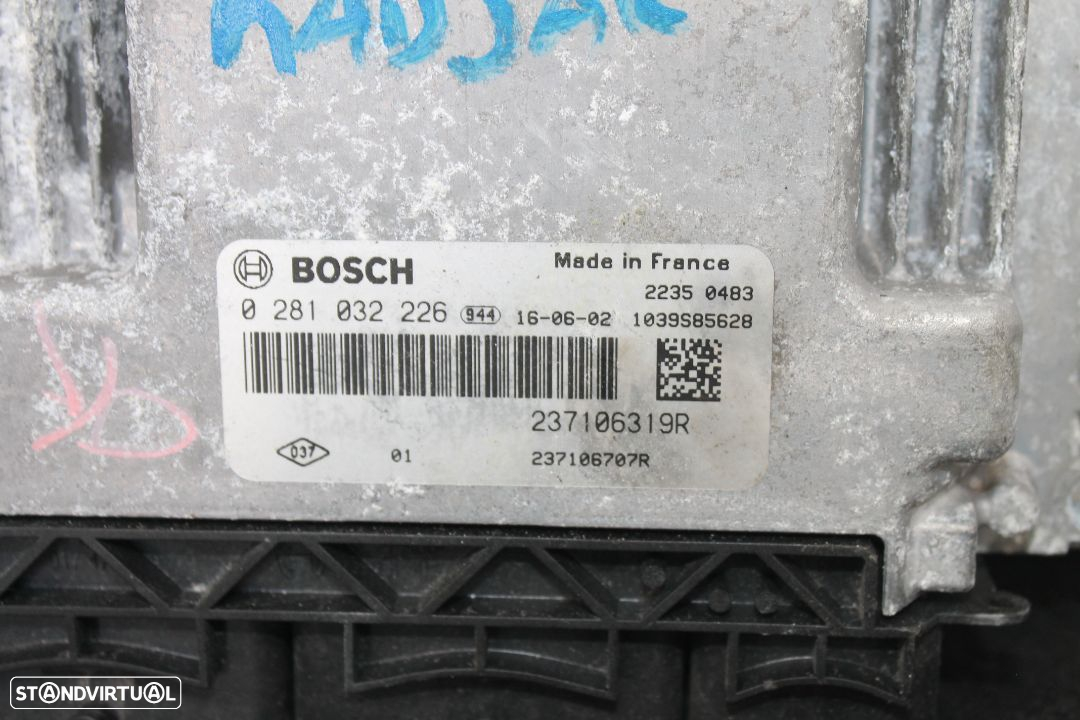 BOSCH
Made in France
2235 0483
0 281 032 226 944 16-06-02 1039S85628
237106319R
037 01 237106707R
STANDVIRTUAL